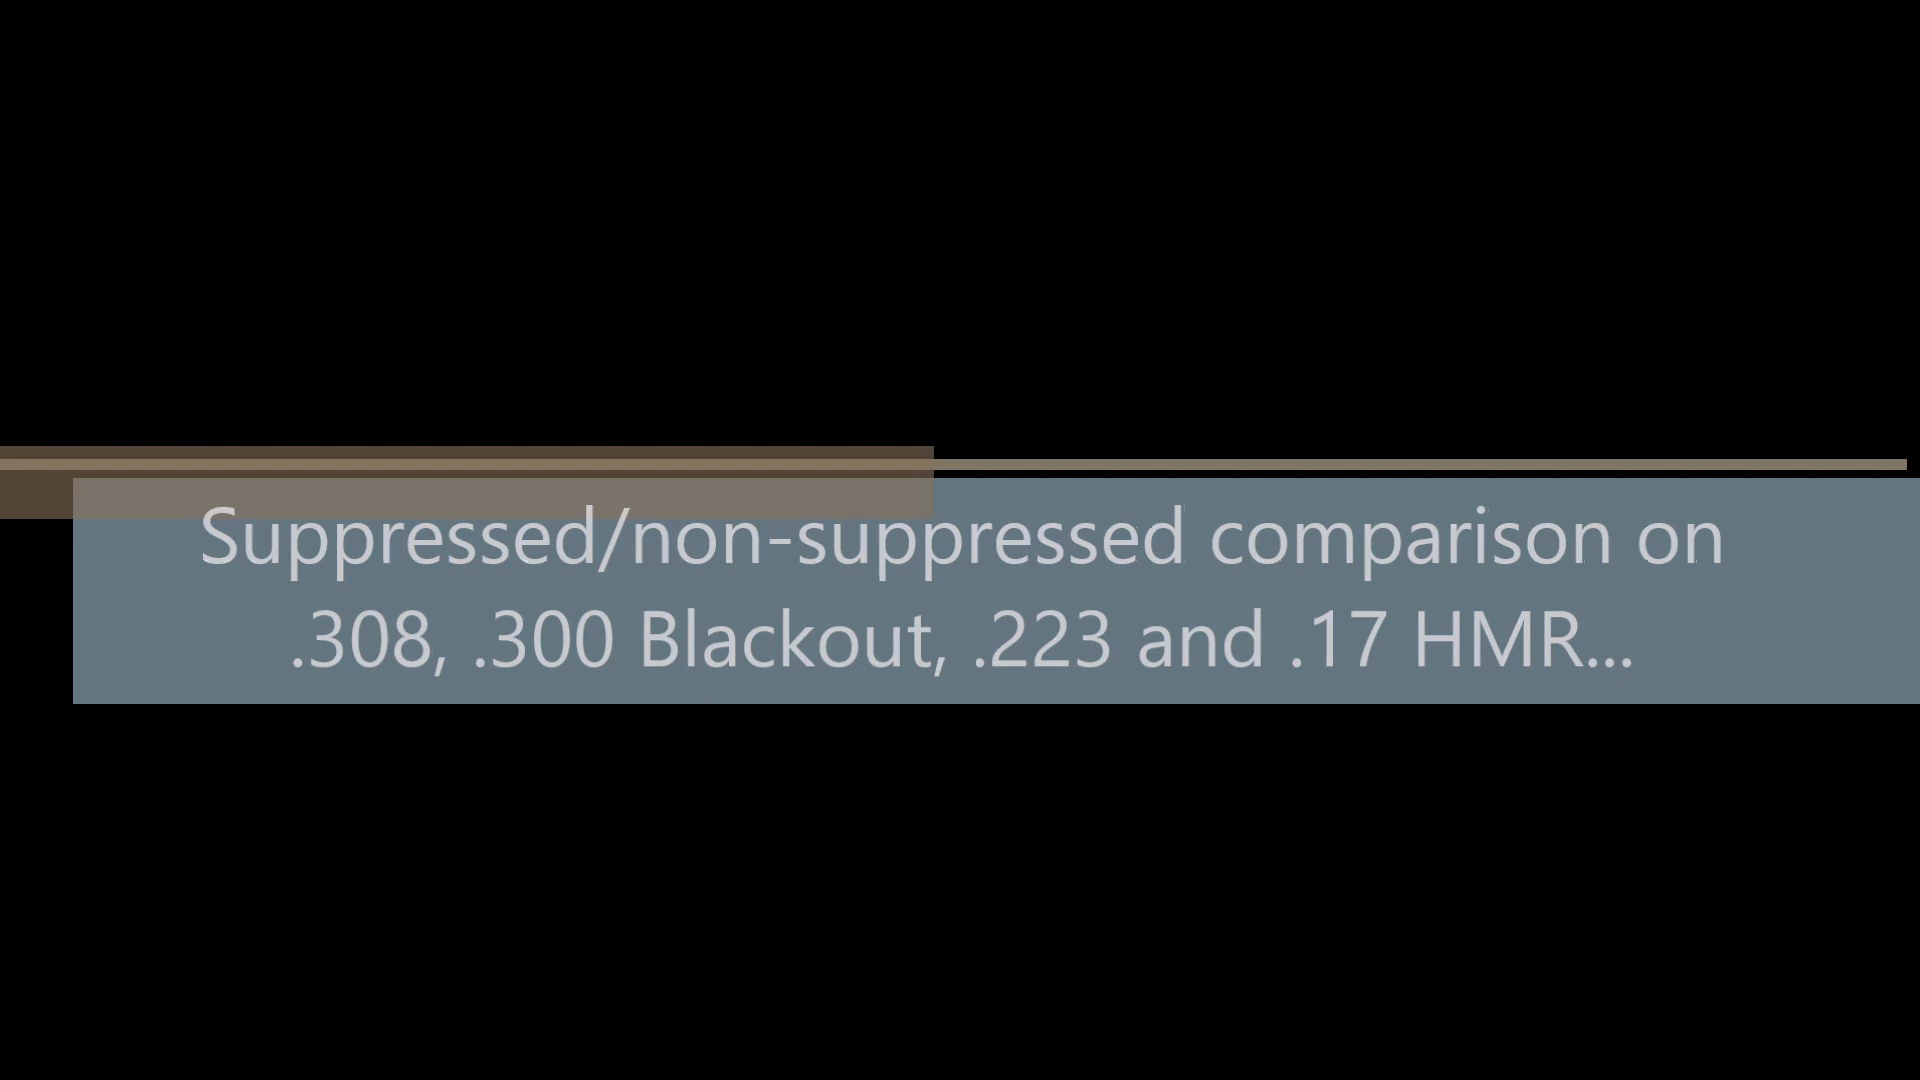 Suppressed/non-suppressed comparison on
.308, .300 Blackout, .223 and .17 HMR...